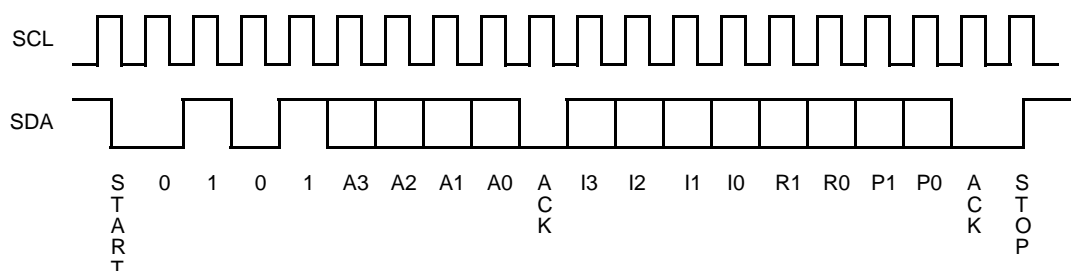 SCL
SDA
START 0 1 0 1 A3 A2 A1 A0 ACK I3 I2 I1 I0 R1 R0 P1 P0 ACK STOP